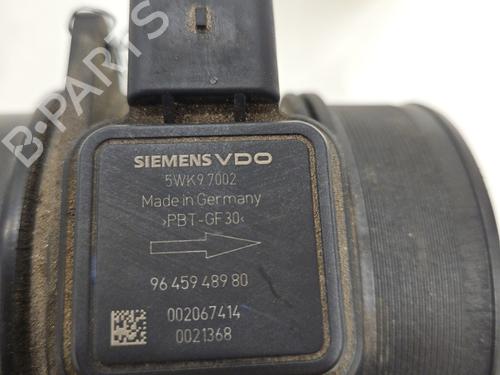 B-PARTS
SIEMENS VDO
5WK9 7002
Made in Germany
>PBT-GF30<
96 459 489 80
002067414
0021368